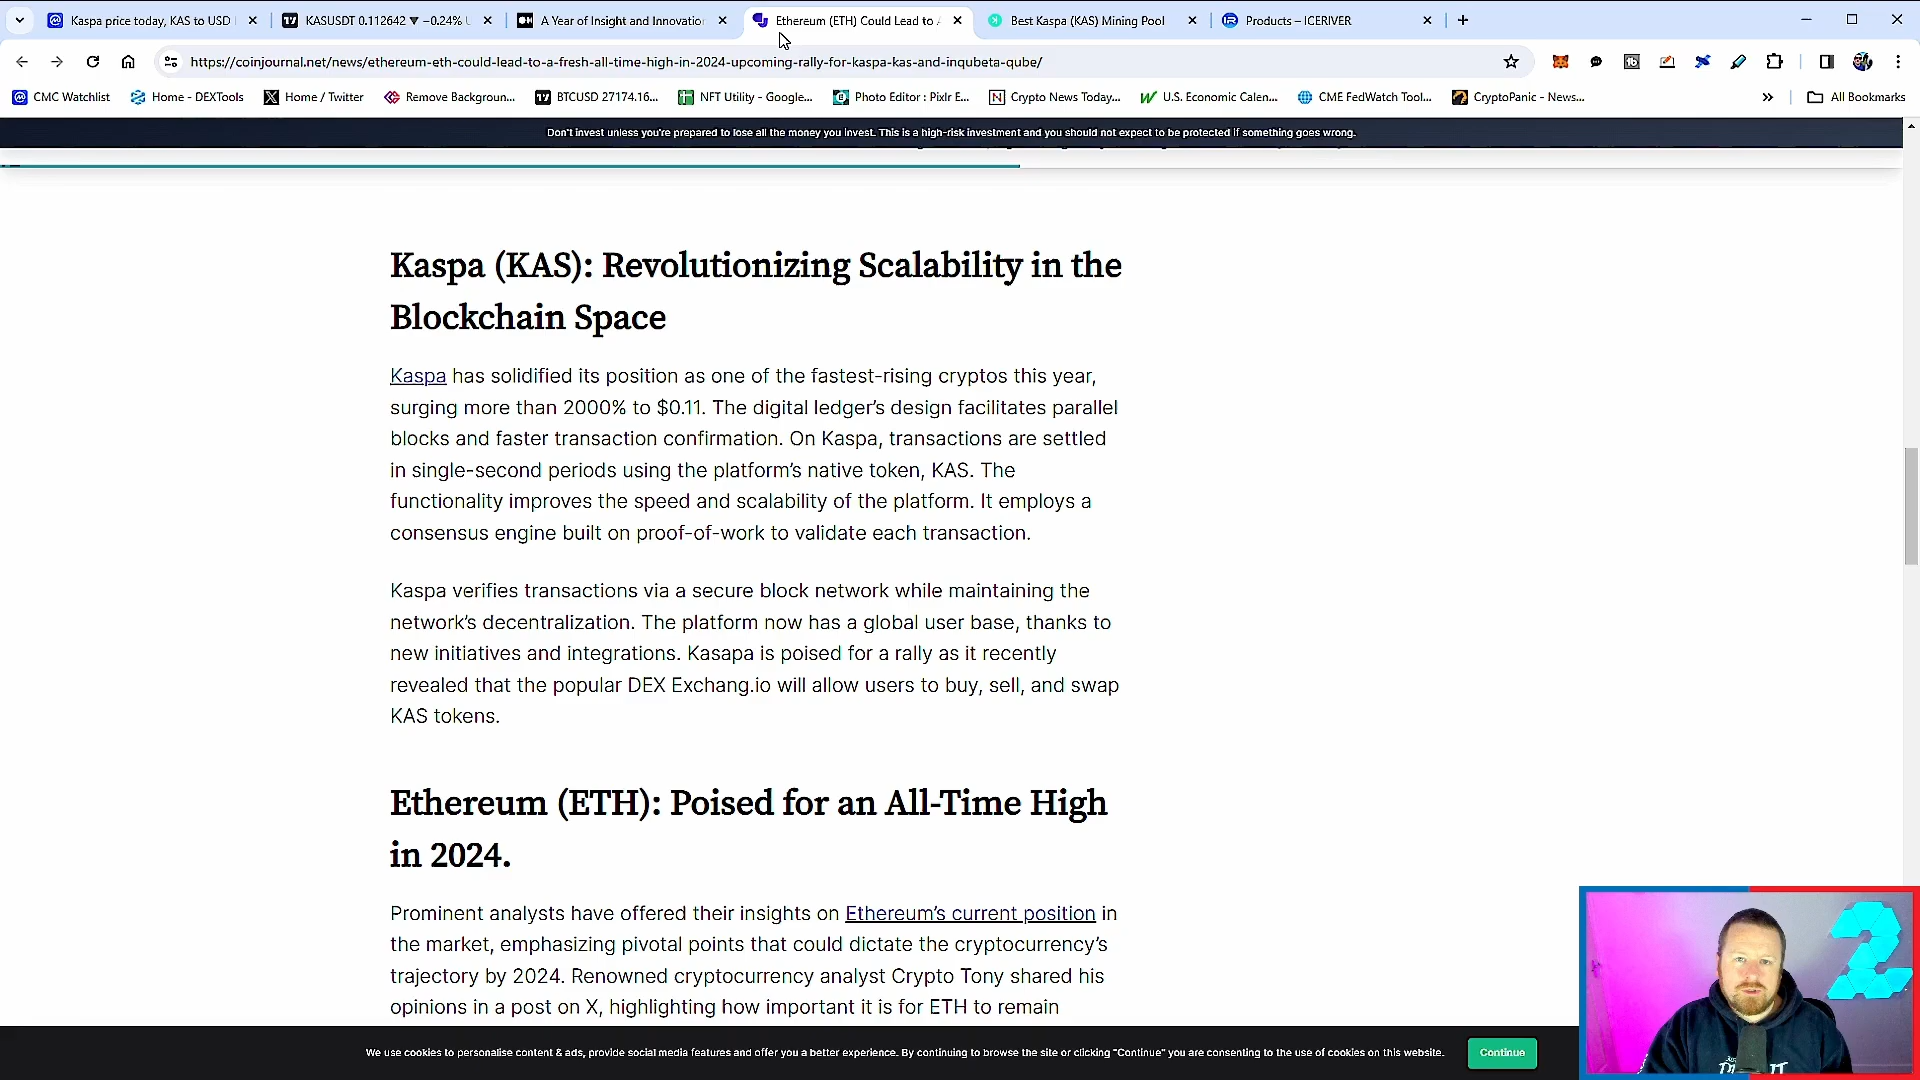 Kaspa price today, KAS to USD
KASUSDT 0.112642 ▼ −0.24%
A Year of Insight and Innovatio
Ethereum (ETH) Could Lead to
Best Kaspa (KAS) Mining Pool
Products – ICERIVER
https://coinjournal.net/news/ethereum-eth-could-lead-to-a-fresh-all-time-high-in-2024-upcoming-rally-for-kaspa-kas-and-inqubeta-qube/
CMC Watchlist
Home - DEXTools
Home / Twitter
Remove Backgroun...
BTCUSD 27174.16...
NFT Utility - Google...
Photo Editor : Pixlr E...
Crypto News Today...
U.S. Economic Calen...
CME FedWatch Tool...
CryptoPanic - News...
All Bookmarks
Don't invest unless you're prepared to lose all the money you invest. This is a high-risk investment and you should not expect to be protected if something goes wrong.
Kaspa (KAS): Revolutionizing Scalability in the
Blockchain Space
Kaspa has solidified its position as one of the fastest-rising cryptos this year,
surging more than 2000% to $0.11. The digital ledger's design facilitates parallel
blocks and faster transaction confirmation. On Kaspa, transactions are settled
in single-second periods using the platform's native token, KAS. The
functionality improves the speed and scalability of the platform. It employs a
consensus engine built on proof-of-work to validate each transaction.
Kaspa verifies transactions via a secure block network while maintaining the
network's decentralization. The platform now has a global user base, thanks to
new initiatives and integrations. Kasapa is poised for a rally as it recently
revealed that the popular DEX Exchang.io will allow users to buy, sell, and swap
KAS tokens.
Ethereum (ETH): Poised for an All-Time High
in 2024.
Prominent analysts have offered their insights on Ethereum's current position in
the market, emphasizing pivotal points that could dictate the cryptocurrency's
trajectory by 2024. Renowned cryptocurrency analyst Crypto Tony shared his
opinions in a post on X, highlighting how important it is for ETH to remain
We use cookies to personalise content & ads, provide social media features and offer you a better experience. By continuing to browse the site or clicking "Continue" you are consenting to the use of cookies on this website.
Continue